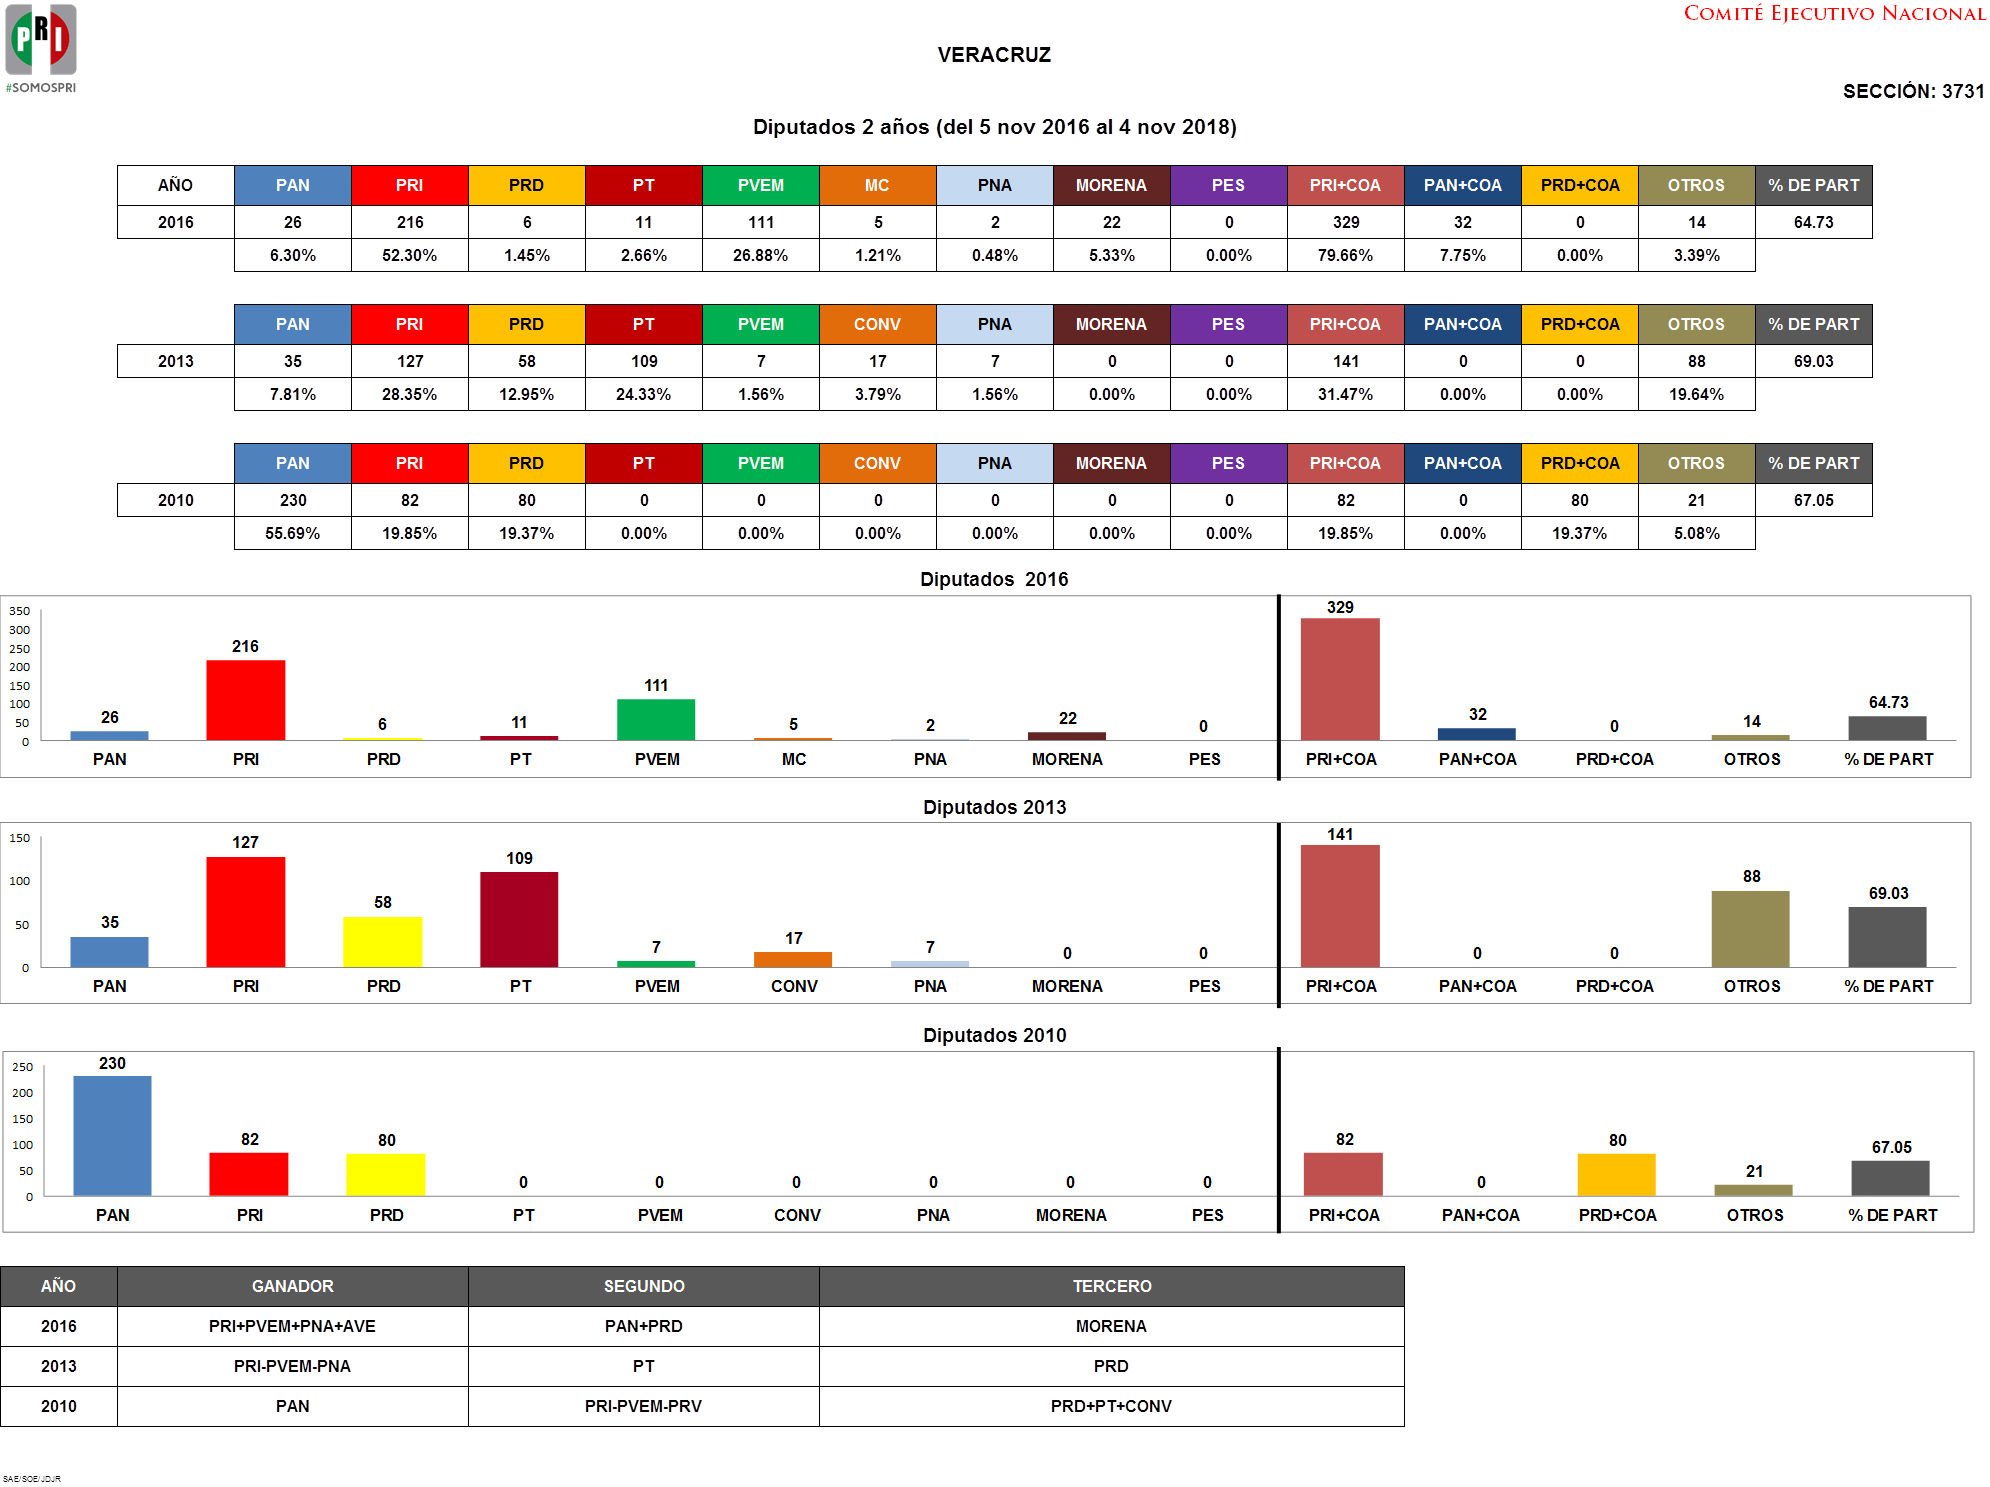 COMITÉ EJECUTIVO NACIONAL
PRI
#SOMOSPRI
VERACRUZ
SECCIÓN: 3731
Diputados 2 años (del 5 nov 2016 al 4 nov 2018)
AÑO PAN PRI PRD PT PVEM MC PNA MORENA PES PRI+COA PAN+COA PRD+COA OTROS % DE PART
2016 26 216 6 11 111 5 2 22 0 329 32 0 14 64.73
6.30% 52.30% 1.45% 2.66% 26.88% 1.21% 0.48% 5.33% 0.00% 79.66% 7.75% 0.00% 3.39%
PAN PRI PRD PT PVEM CONV PNA MORENA PES PRI+COA PAN+COA PRD+COA OTROS % DE PART
2013 35 127 58 109 7 17 7 0 0 141 0 0 88 69.03
7.81% 28.35% 12.95% 24.33% 1.56% 3.79% 1.56% 0.00% 0.00% 31.47% 0.00% 0.00% 19.64%
PAN PRI PRD PT PVEM CONV PNA MORENA PES PRI+COA PAN+COA PRD+COA OTROS % DE PART
2010 230 82 80 0 0 0 0 0 0 82 0 80 21 67.05
55.69% 19.85% 19.37% 0.00% 0.00% 0.00% 0.00% 0.00% 0.00% 19.85% 0.00% 19.37% 5.08%
Diputados 2016
350
300
250
200
150
100
50
0
26 216 6 11 111 5 2 22 0 329 32 0 14 64.73
PAN PRI PRD PT PVEM MC PNA MORENA PES PRI+COA PAN+COA PRD+COA OTROS % DE PART
Diputados 2013
150
100
50
0
35 127 58 109 7 17 7 0 0 141 0 0 88 69.03
PAN PRI PRD PT PVEM CONV PNA MORENA PES PRI+COA PAN+COA PRD+COA OTROS % DE PART
Diputados 2010
250
200
150
100
50
0
230 82 80 0 0 0 0 0 0 82 0 80 21 67.05
PAN PRI PRD PT PVEM CONV PNA MORENA PES PRI+COA PAN+COA PRD+COA OTROS % DE PART
AÑO GANADOR SEGUNDO TERCERO
2016 PRI+PVEM+PNA+AVE PAN+PRD MORENA
2013 PRI-PVEM-PNA PT PRD
2010 PAN PRI-PVEM-PRV PRD+PT+CONV
SAE/SOE/JDJR